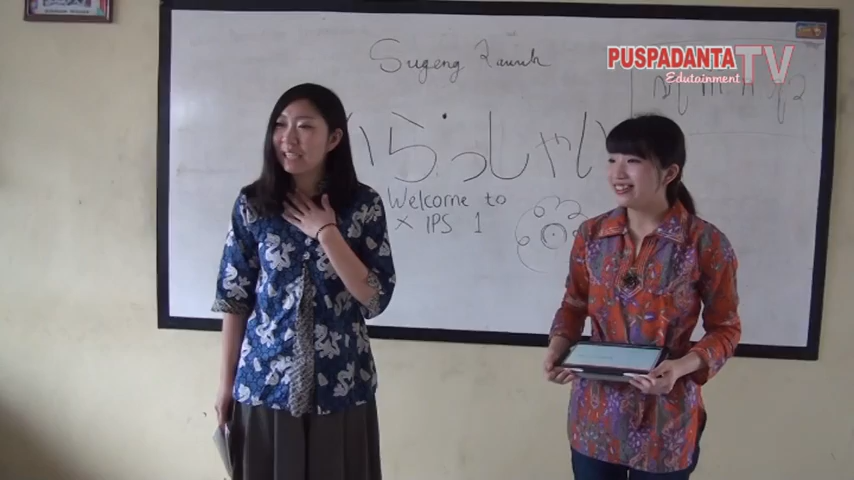 Sugeng Rawuh
いらっしゃい
Welcome to
X IPS 1
PUSPADANTA TV
Edutainment